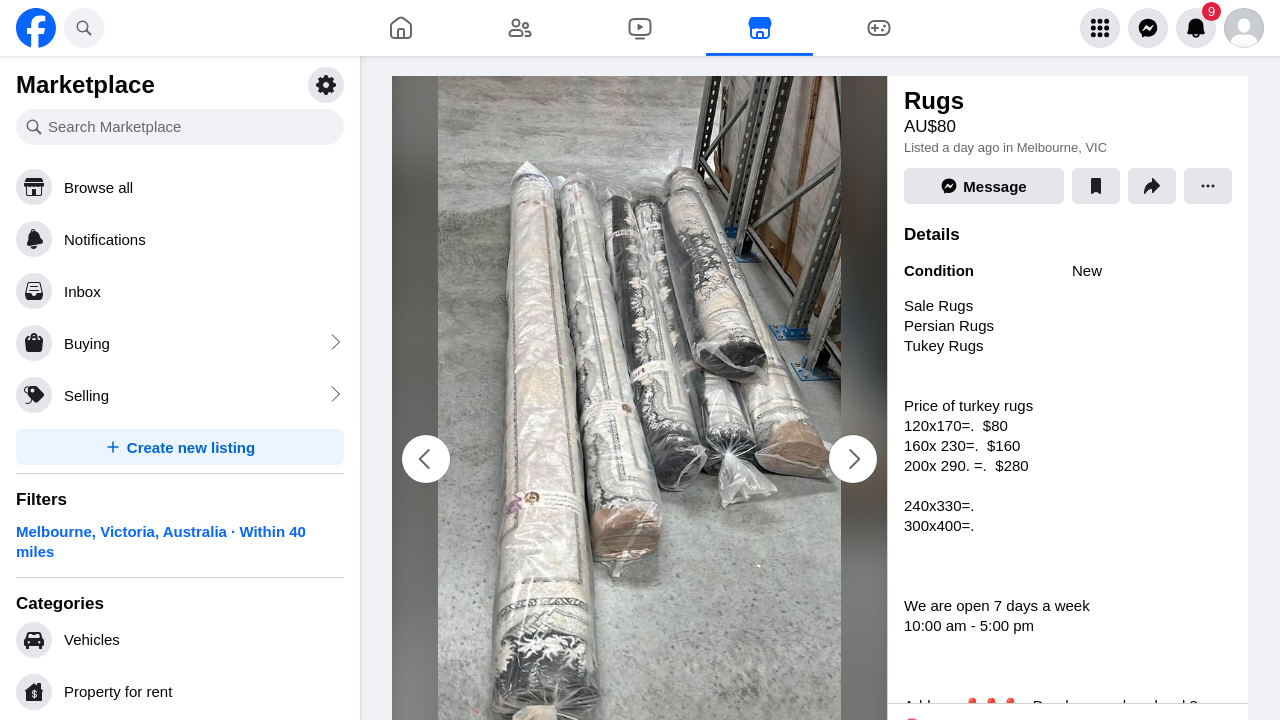 9
Marketplace
Search Marketplace
Browse all
Notifications
Inbox
Buying
Selling
Create new listing
Filters
Melbourne, Victoria, Australia · Within 40
miles
Categories
Vehicles
Property for rent
Rugs
AU$80
Listed a day ago in Melbourne, VIC
Message
Details
Condition New
Sale Rugs
Persian Rugs
Tukey Rugs
Price of turkey rugs
120x170=.  $80
160x 230=.  $160
200x 290. =.  $280
240x330=.
300x400=.
We are open 7 days a week
10:00 am - 5:00 pm